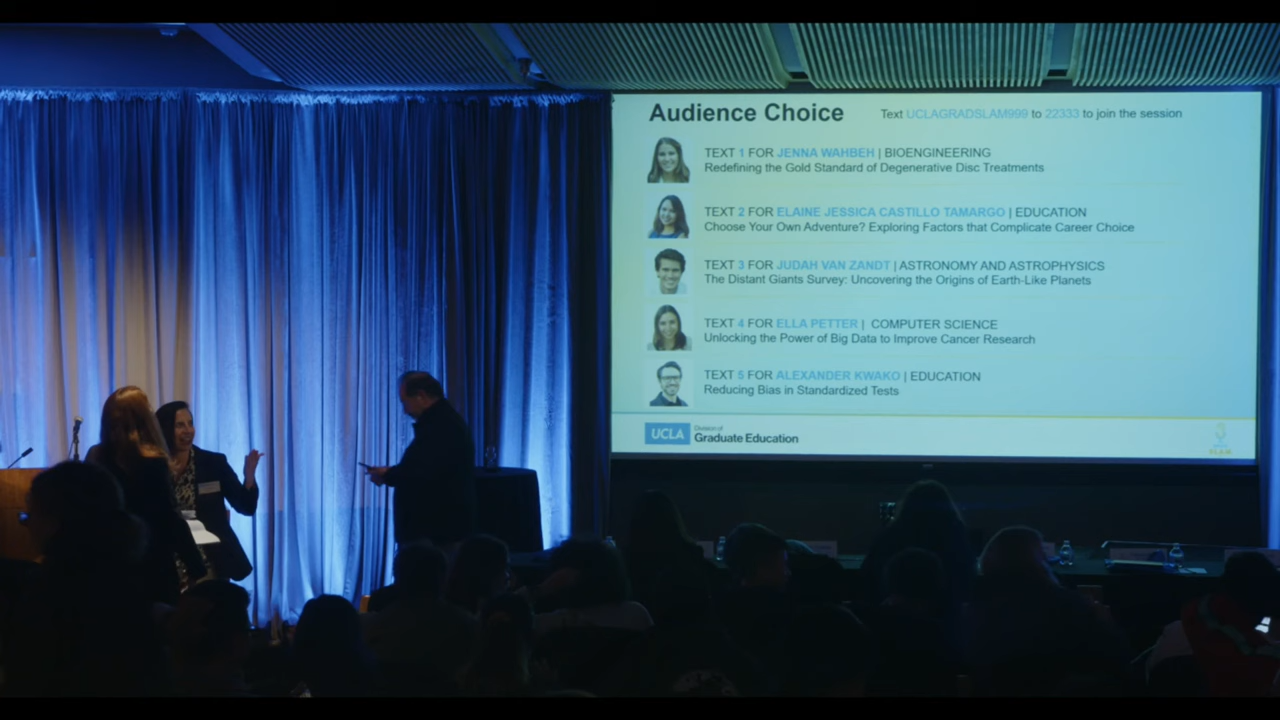 Audience Choice
Text UCLAGRADSLAM999 to 22333 to join the session
TEXT 1 FOR JENNA WAHBEH | BIOENGINEERING
Redefining the Gold Standard of Degenerative Disc Treatments
TEXT 2 FOR ELAINE JESSICA CASTILLO TAMARGO | EDUCATION
Choose Your Own Adventure? Exploring Factors that Complicate Career Choice
TEXT 3 FOR JUDAH VAN ZANDT | ASTRONOMY AND ASTROPHYSICS
The Distant Giants Survey: Uncovering the Origins of Earth-Like Planets
TEXT 4 FOR ELLA PETTER | COMPUTER SCIENCE
Unlocking the Power of Big Data to Improve Cancer Research
TEXT 5 FOR ALEXANDER KWAKO | EDUCATION
Reducing Bias in Standardized Tests
UCLA
Division of
Graduate Education
SLAM